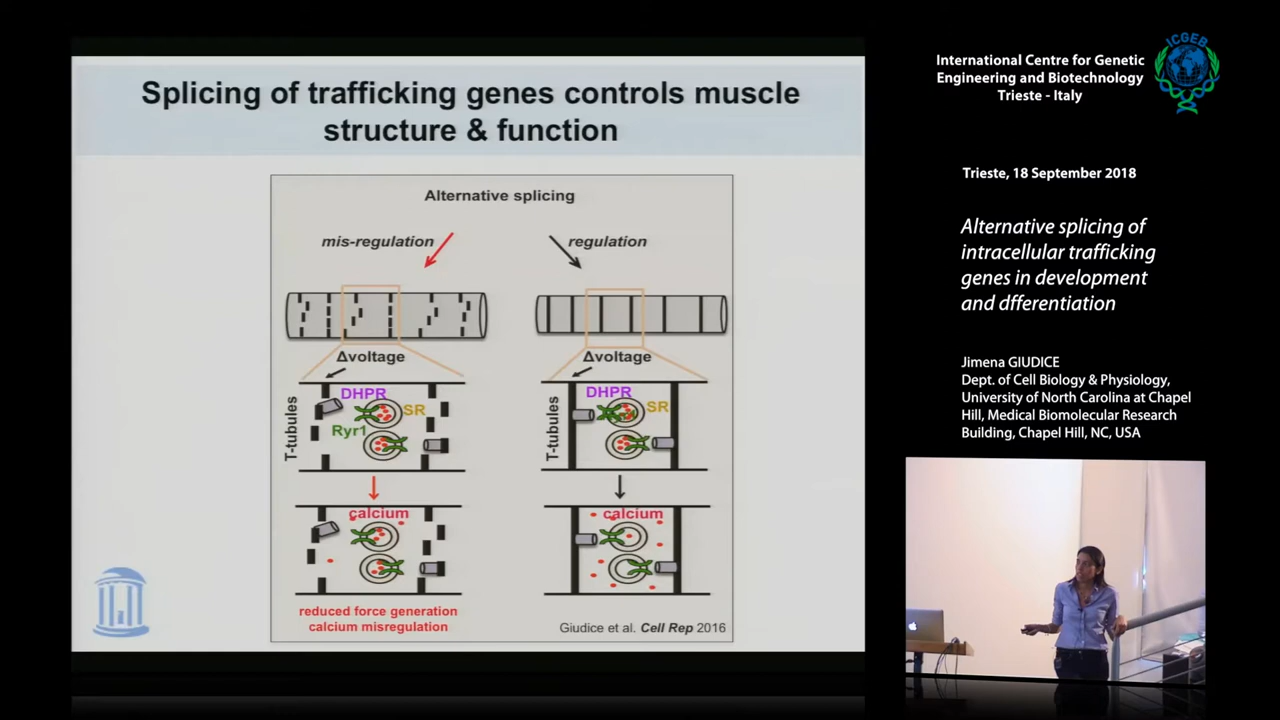 Splicing of trafficking genes controls muscle
structure & function
Alternative splicing
mis-regulation
regulation
Δvoltage
DHPR
SR
Ryr1
T-tubules
calcium
reduced force generation
calcium misregulation
Δvoltage
DHPR
SR
T-tubules
calcium
Giudice et al. Cell Rep 2016
International Centre for Genetic
Engineering and Biotechnology
Trieste - Italy
ICGEB
Trieste, 18 September 2018
Alternative splicing of
intracellular trafficking
genes in development
and dfferentiation
Jimena GIUDICE
Dept. of Cell Biology & Physiology,
University of North Carolina at Chapel
Hill, Medical Biomolecular Research
Building, Chapel Hill, NC, USA